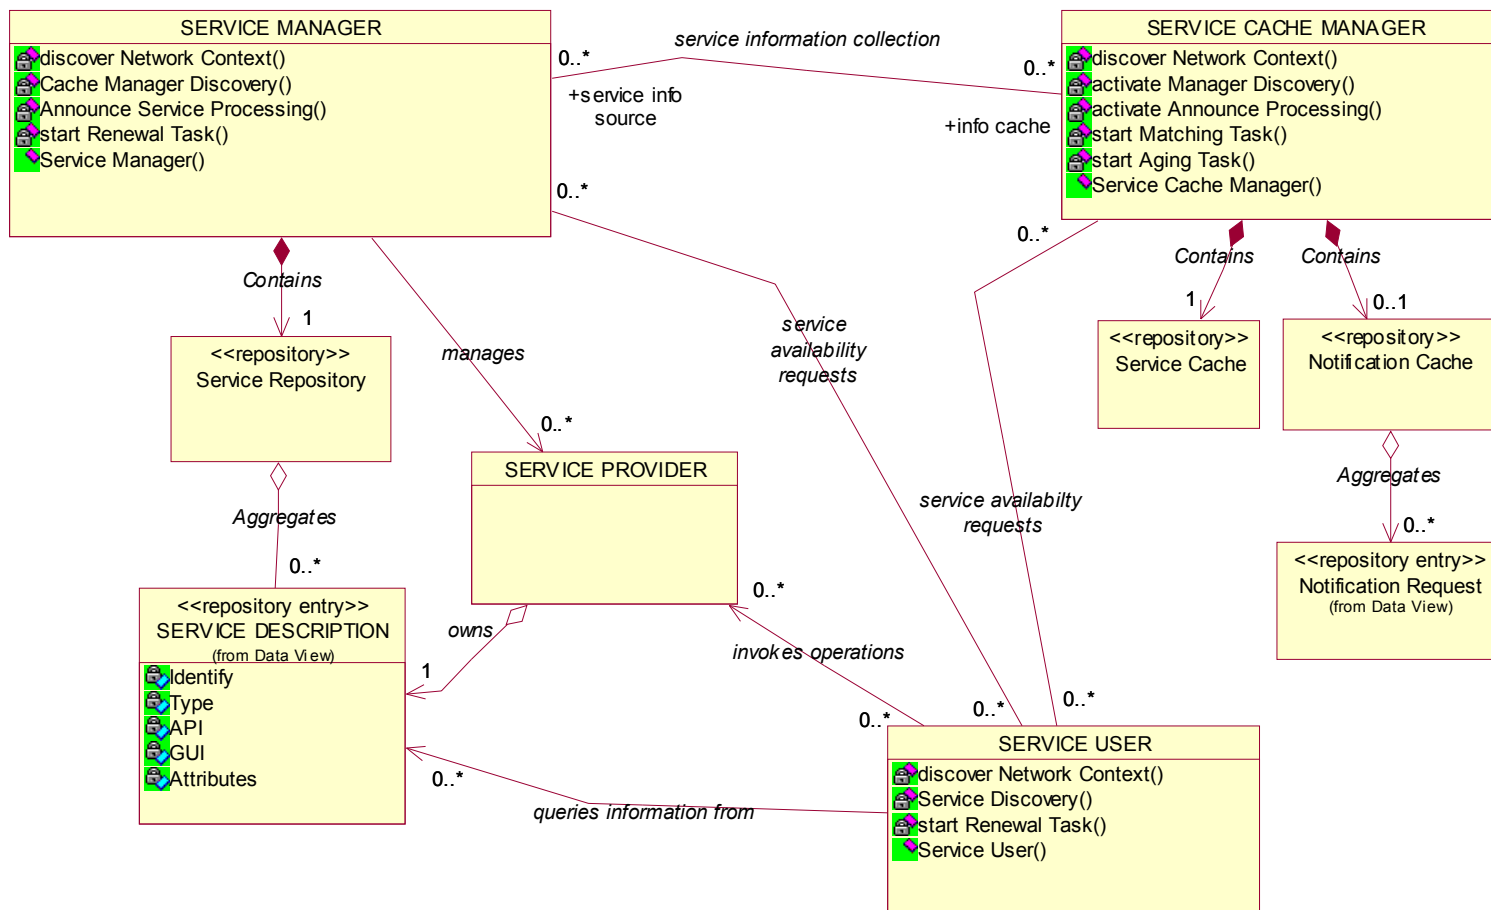 SERVICE MANAGER
discover Network Context()
Cache Manager Discovery()
Announce Service Processing()
start Renewal Task()
Service Manager()
service information collection
0..*
0..*
+service info
source
+info cache
SERVICE CACHE MANAGER
discover Network Context()
activate Manager Discovery()
activate Announce Processing()
start Matching Task()
start Aging Task()
Service Cache Manager()
0..*
0..*
Contains
1
manages
0..*
service
availability
requests
Contains
1
Contains
0..1
<<repository>>
Service Repository
<<repository>>
Service Cache
<<repository>>
Notification Cache
Aggregates
0..*
SERVICE PROVIDER
service availabilty
requests
Aggregates
0..*
<<repository entry>>
Notification Request
(from Data View)
<<repository entry>>
SERVICE DESCRIPTION
(from Data View)
Identify
Type
API
GUI
Attributes
owns
1
0..*
invokes operations
0..*
0..*
0..*
0..*
queries information from
SERVICE USER
discover Network Context()
Service Discovery()
start Renewal Task()
Service User()